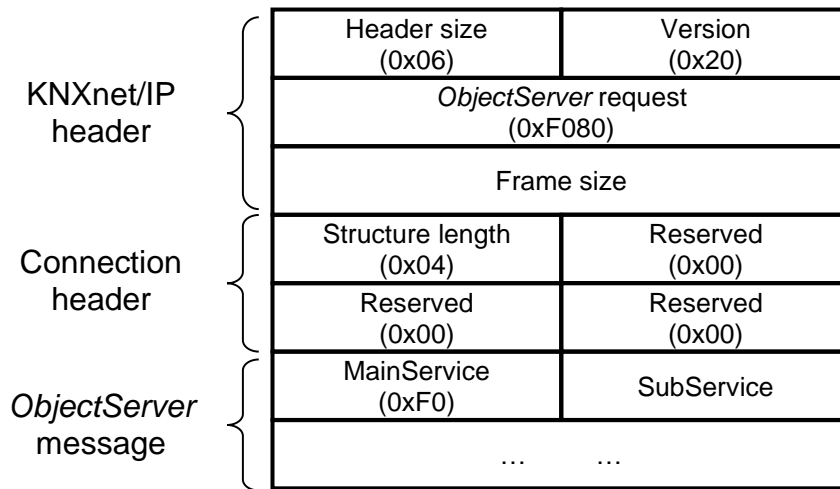 KNXnet/IP
header
Header size
(0x06)
Version
(0x20)
ObjectServer request
(0xF080)
Frame size
Connection
header
Structure length
(0x04)
Reserved
(0x00)
Reserved
(0x00)
Reserved
(0x00)
ObjectServer
message
MainService
(0xF0)
SubService
… …